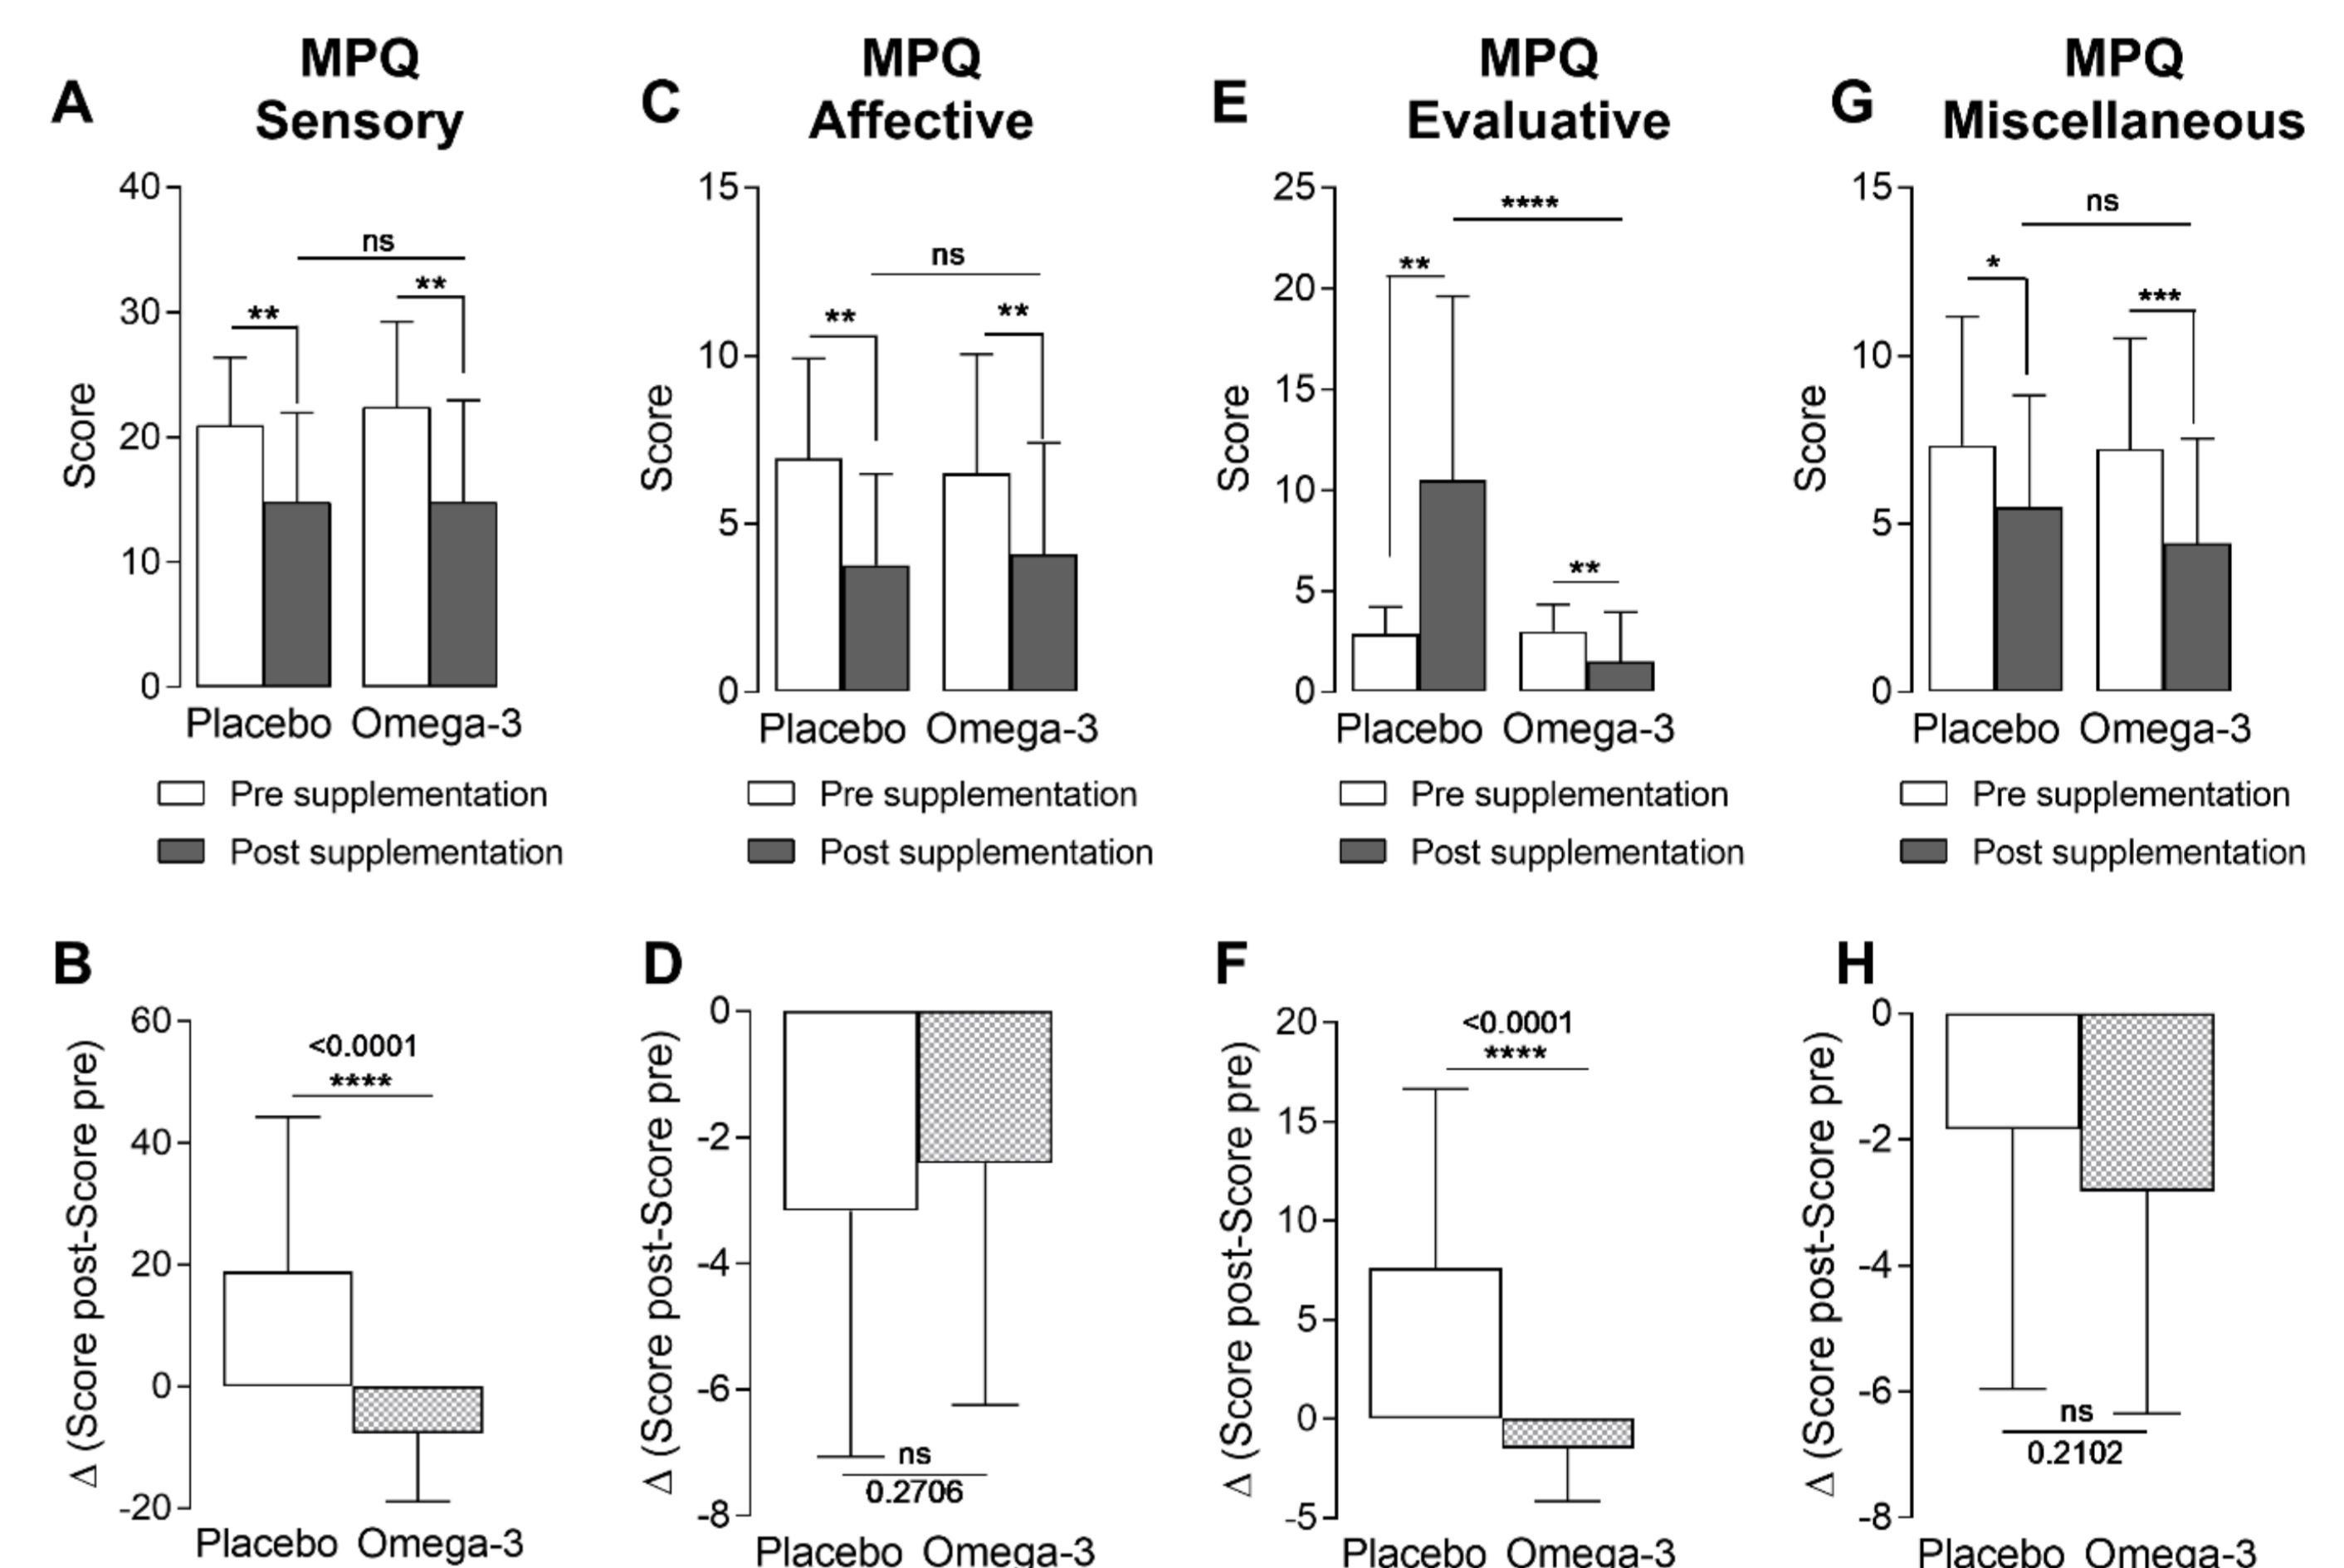 A
MPQ
Sensory
40
30
20
10
0
Score
ns
**
**
Placebo Omega-3
Pre supplementation
Post supplementation
C
MPQ
Affective
15
10
5
0
Score
ns
**
**
Placebo Omega-3
Pre supplementation
Post supplementation
E
MPQ
Evaluative
25
20
15
10
5
0
Score
****
**
**
Placebo Omega-3
Pre supplementation
Post supplementation
G
MPQ
Miscellaneous
15
10
5
0
Score
ns
*
***
Placebo Omega-3
Pre supplementation
Post supplementation
B
60
40
20
0
-20
Δ (Score post-Score pre)
<0.0001
****
Placebo Omega-3
D
0
-2
-4
-6
-8
Δ (Score post-Score pre)
ns
0.2706
Placebo Omega-3
F
20
15
10
5
0
-5
Δ (Score post-Score pre)
<0.0001
****
Placebo Omega-3
H
0
-2
-4
-6
-8
Δ (Score post-Score pre)
ns
0.2102
Placebo Omega-3